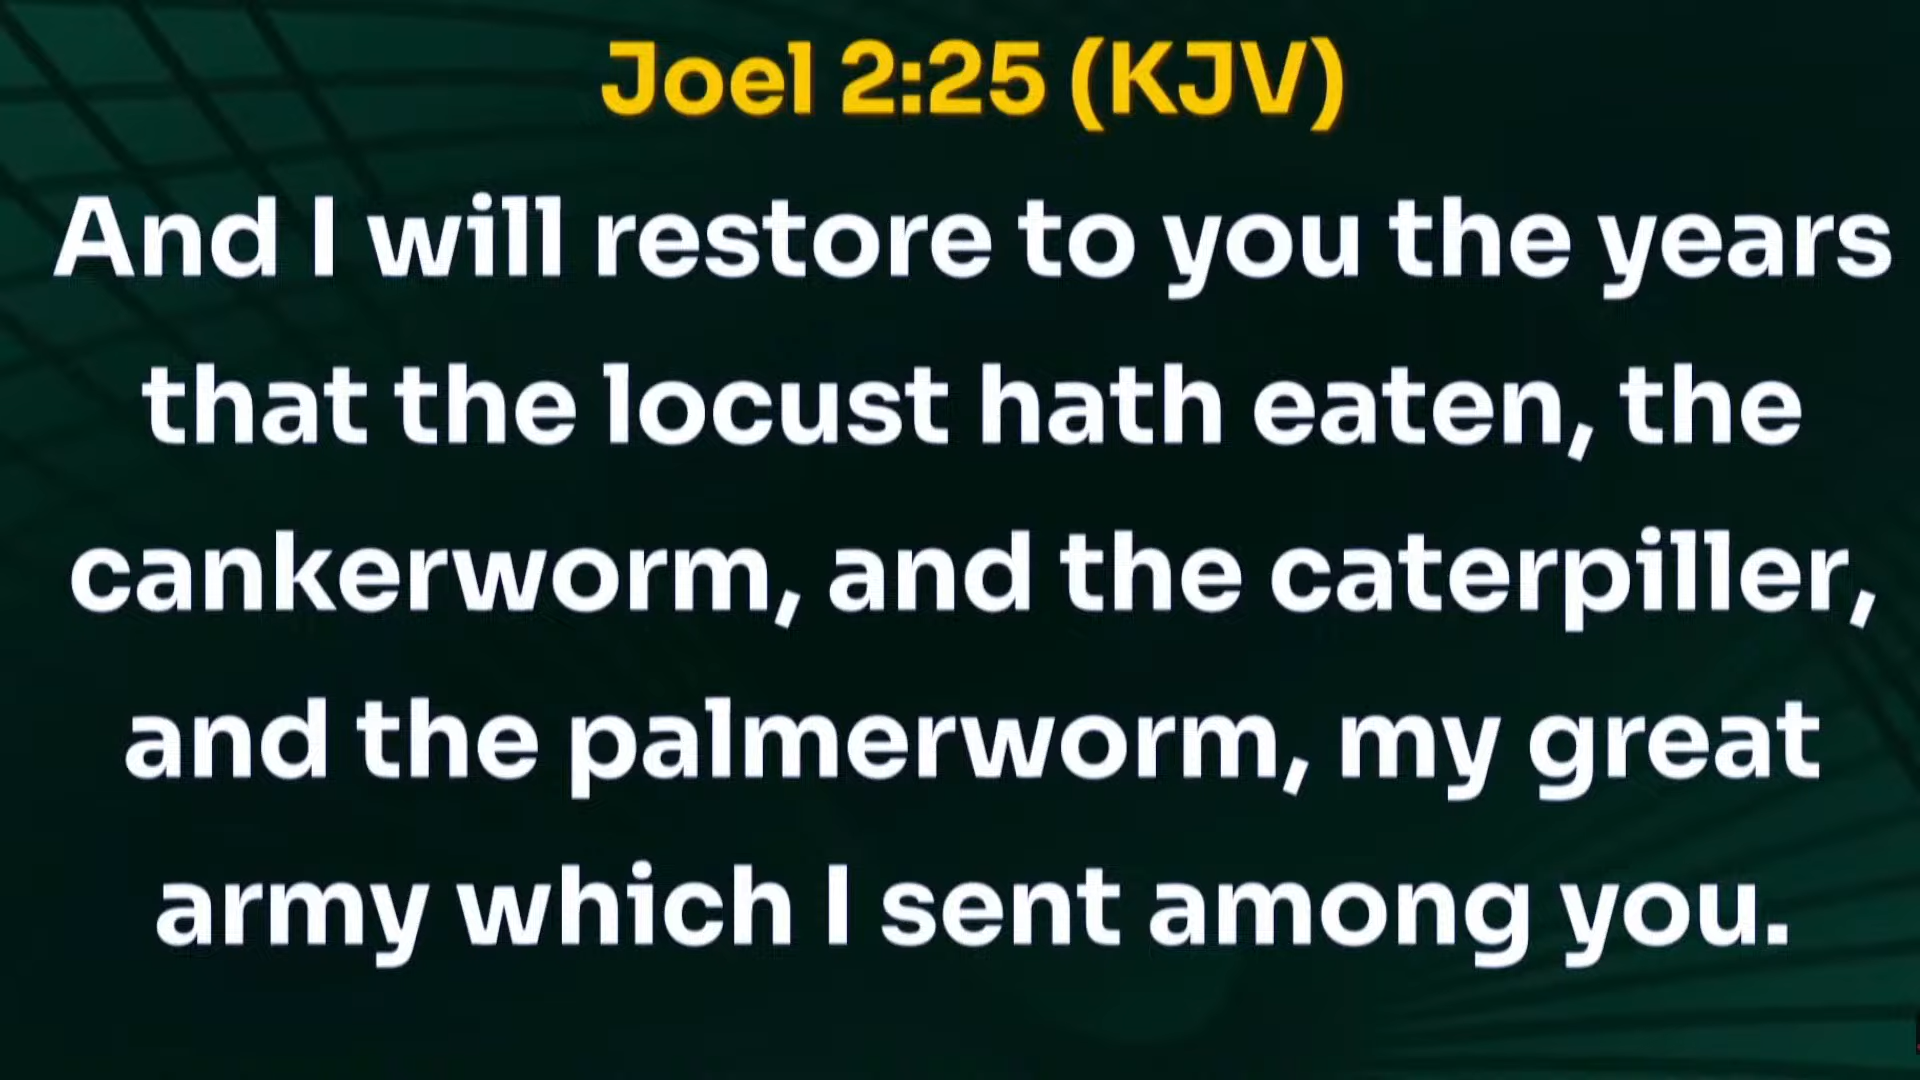 Joel 2:25 (KJV)
And I will restore to you the years
that the locust hath eaten, the
cankerworm, and the caterpiller,
and the palmerworm, my great
army which I sent among you.